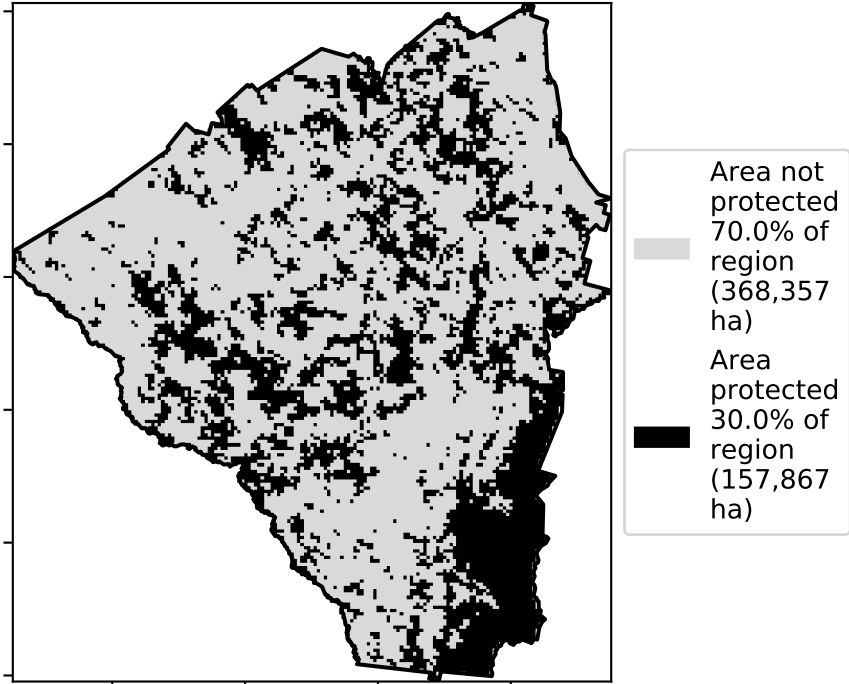 Area not
protected
70.0% of
region
(368,357
ha)
Area
protected
30.0% of
region
(157,867
ha)